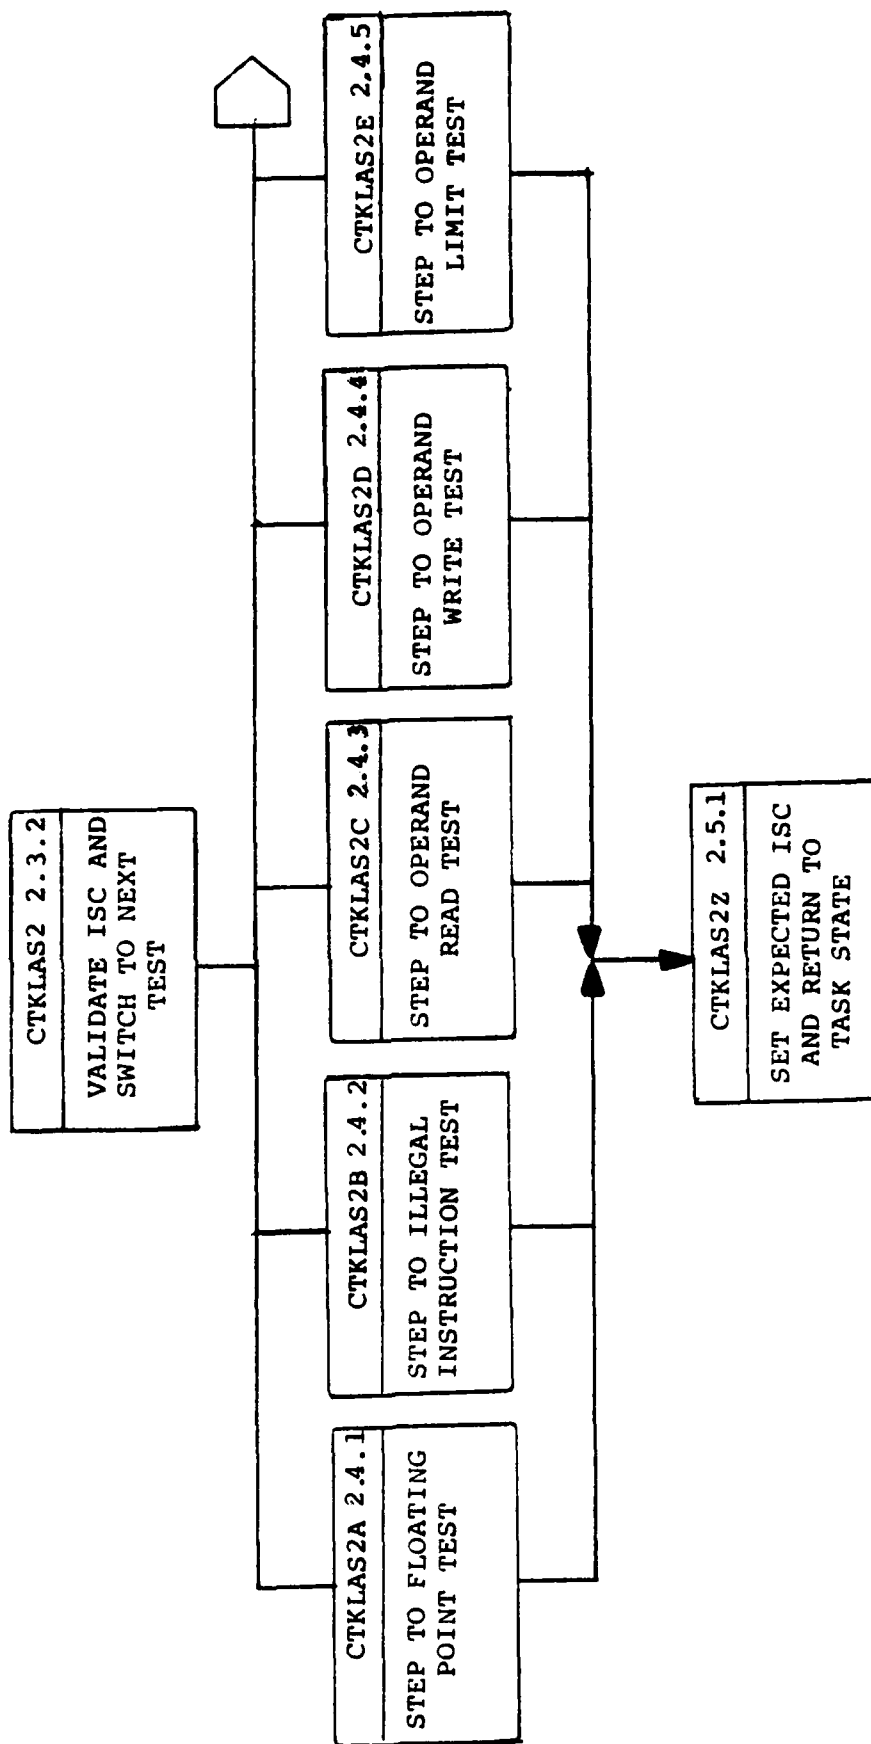 CTKLAS2 2.3.2
VALIDATE ISC AND
SWITCH TO NEXT
TEST
CTKLAS2A 2.4.1
STEP TO FLOATING
POINT TEST
CTKLAS2B 2.4.2
STEP TO ILLEGAL
INSTRUCTION TEST
CTKLAS2C 2.4.3
STEP TO OPERAND
READ TEST
CTKLAS2D 2.4.4
STEP TO OPERAND
WRITE TEST
CTKLAS2E 2.4.5
STEP TO OPERAND
LIMIT TEST
CTKLAS2Z 2.5.1
SET EXPECTED ISC
AND RETURN TO
TASK STATE